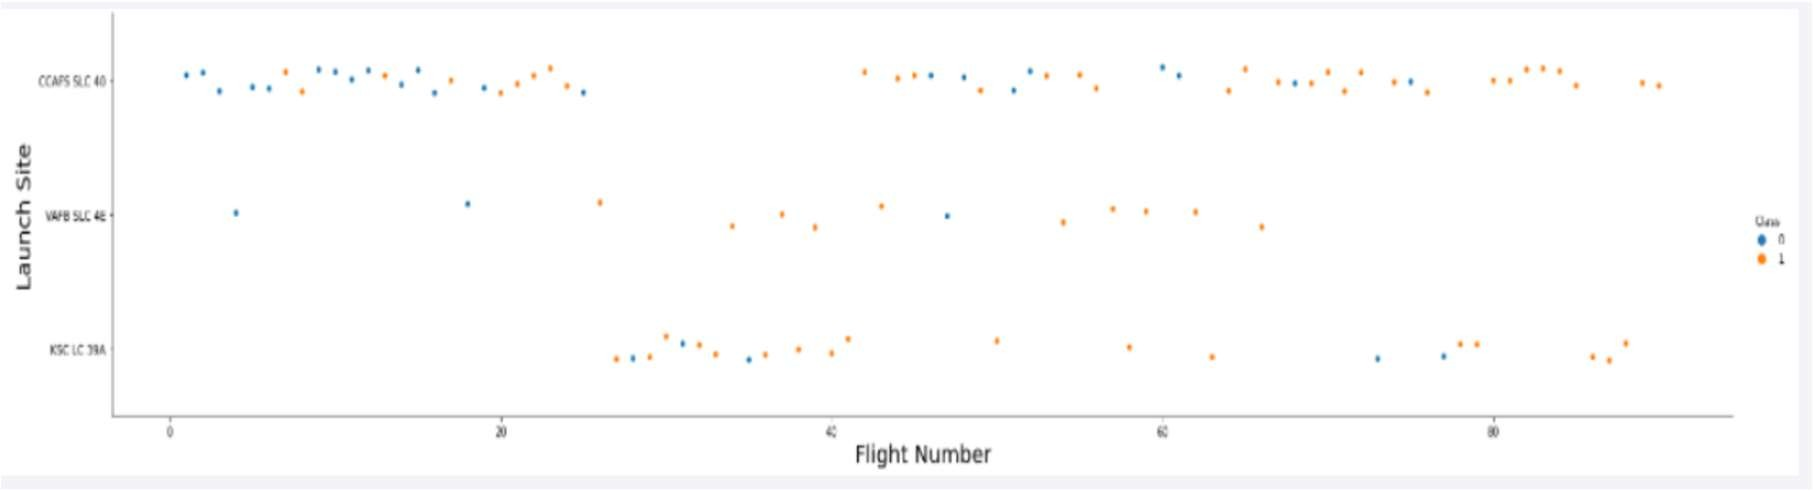 CCAFS SLC 40
VAFB SLC 4E
KSC LC 39A
Launch Site
0 20 40 60 80
Flight Number
Class
0
1